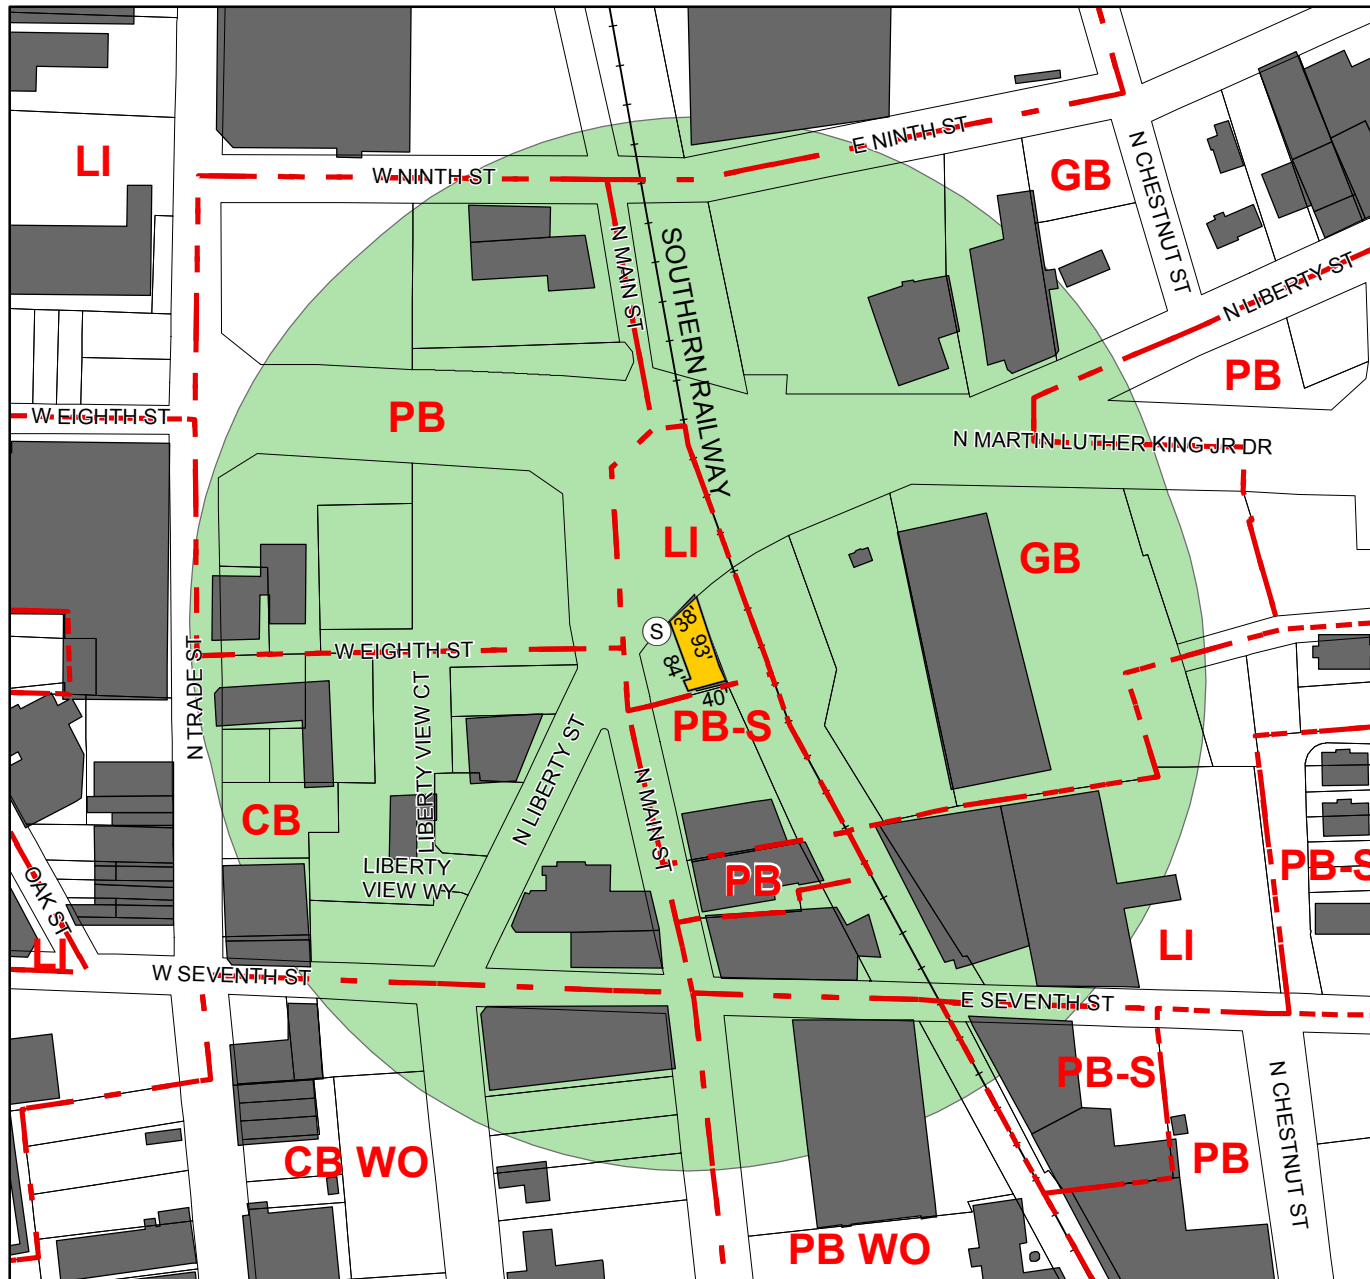 E NINTH ST
LI
W NINTH ST
GB
N CHESTNUT ST
N MAIN ST
SOUTHERN RAILWAY
N LIBERTY ST
PB
W EIGHTH ST
PB
N MARTIN LUTHER KING JR DR
LI
GB
S
38'
93'
84'
40'
W EIGHTH ST
N TRADE ST
LIBERTY VIEW CT
PB-S
N LIBERTY ST
N MAIN ST
CB
LIBERTY
VIEW WY
PB
PB-S
OAK ST
LI
LI
W SEVENTH ST
E SEVENTH ST
PB-S
N CHESTNUT ST
CB WO
PB
PB WO